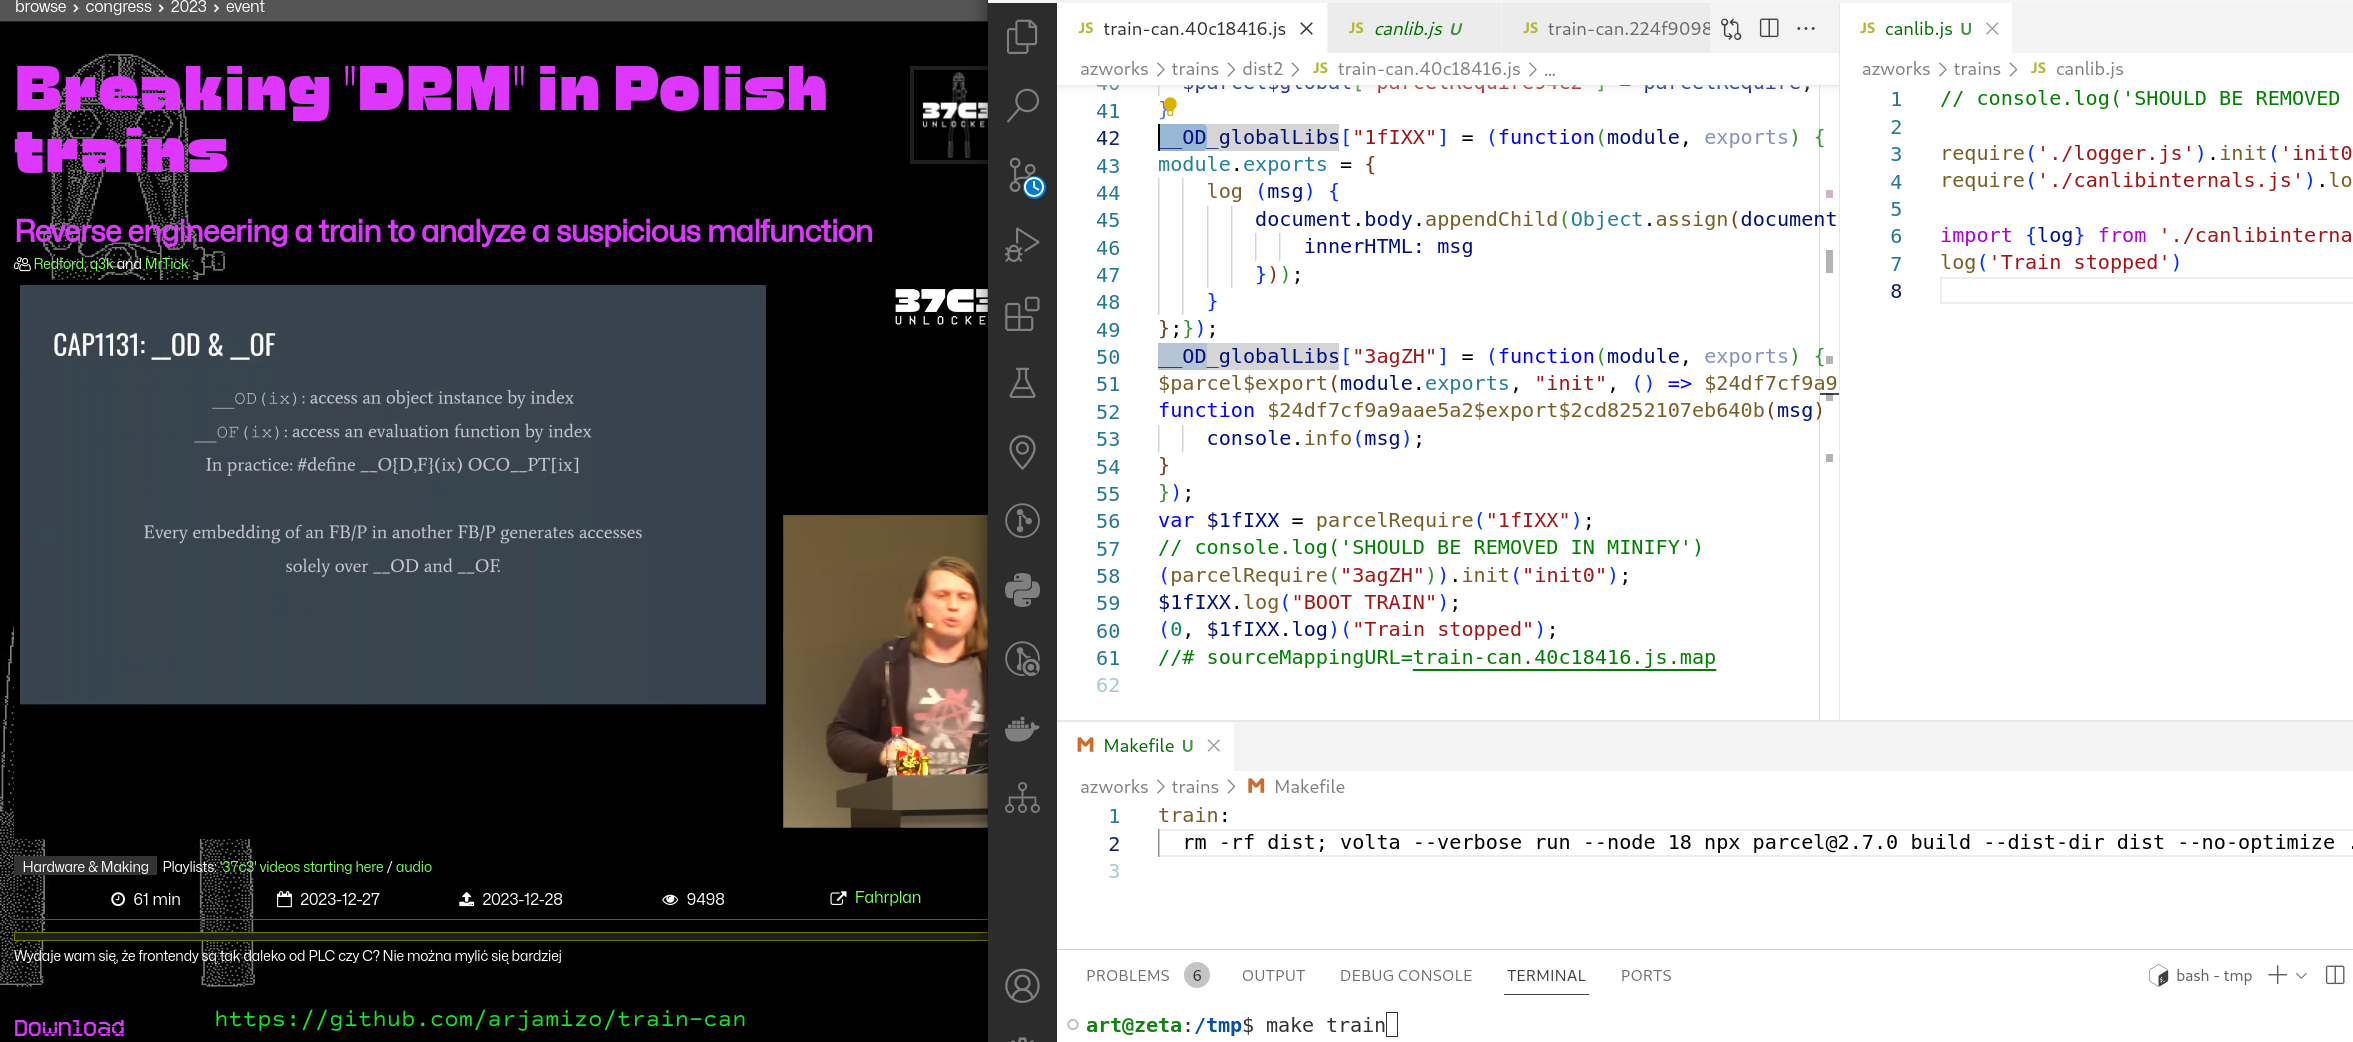 browse › congress › 2023 › event
Breaking "DRM" in Polish
trains
37C3
UNLOCKED
Reverse engineering a train to analyze a suspicious malfunction
Redford, q3k and MrTick
37C3
UNLOCKE
CAP1131: __OD & __OF
__OD(ix): access an object instance by index
__OF(ix): access an evaluation function by index
In practice: #define __O{D,F}(ix) OCO__PT[ix]
Every embedding of an FB/P in another FB/P generates accesses
solely over __OD and __OF.
Hardware & Making Playlists: '37c3' videos starting here / audio
61 min 2023-12-27 2023-12-28 9498 Fahrplan
Wydaje wam się, że frontendy są tak daleko od PLC czy C? Nie można mylić się bardziej
Download https://github.com/arjamizo/train-can
JS train-can.40c18416.js JS canlib.js U JS train-can.224f9098
azworks > trains > dist2 > JS train-can.40c18416.js > ...
41 }
42 __OD_globalLibs["1fIXX"] = (function(module, exports) {
43 module.exports = {
44 log (msg) {
45 document.body.appendChild(Object.assign(document
46 innerHTML: msg
47 }));
48 }
49 };});
50 __OD_globalLibs["3agZH"] = (function(module, exports) {
51 $parcel$export(module.exports, "init", () => $24df7cf9a9
52 function $24df7cf9a9aae5a2$export$2cd8252107eb640b(msg)
53 console.info(msg);
54 }
55 });
56 var $1fIXX = parcelRequire("1fIXX");
57 // console.log('SHOULD BE REMOVED IN MINIFY')
58 (parcelRequire("3agZH")).init("init0");
59 $1fIXX.log("BOOT TRAIN");
60 (0, $1fIXX.log)("Train stopped");
61 //# sourceMappingURL=train-can.40c18416.js.map
62
JS canlib.js U
azworks > trains > JS canlib.js
1 // console.log('SHOULD BE REMOVED
2
3 require('./logger.js').init('init0
4 require('./canlibinternals.js').lo
5
6 import {log} from './canlibinterna
7 log('Train stopped')
8
Makefile U
azworks > trains > Makefile
1 train:
2 rm -rf dist; volta --verbose run --node 18 npx parcel@2.7.0 build --dist-dir dist --no-optimize .
3
PROBLEMS 6 OUTPUT DEBUG CONSOLE TERMINAL PORTS bash - tmp
art@zeta:/tmp$ make train